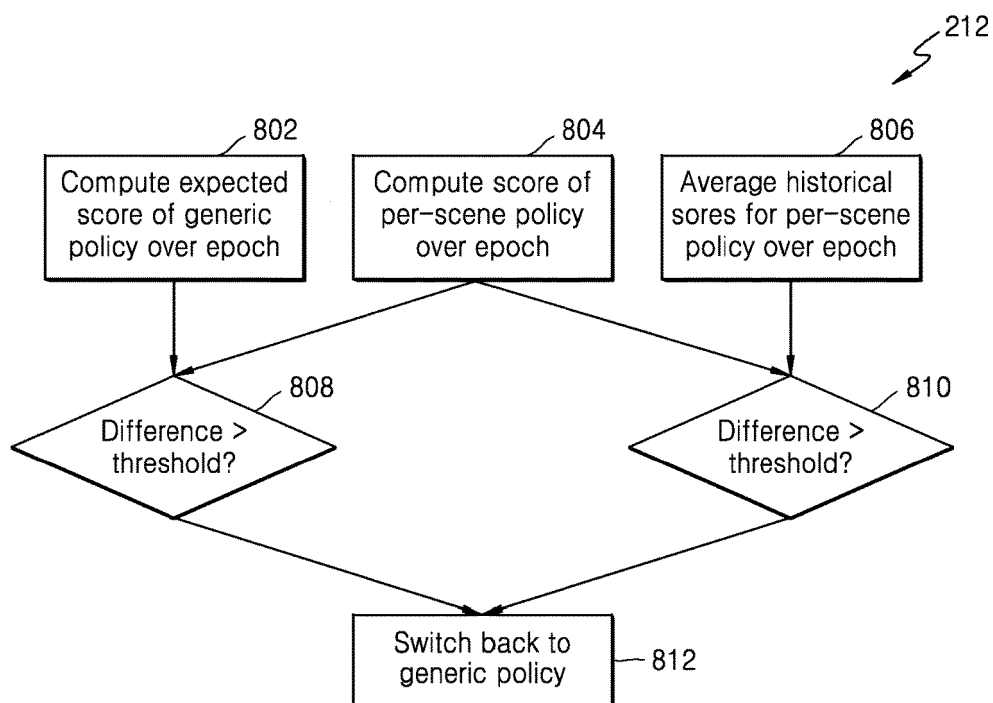 212
802
804
806
Compute expected
score of generic
policy over epoch
Compute score of
per-scene policy
over epoch
Average historical
sores for per-scene
policy over epoch
808
810
Difference >
threshold?
Difference >
threshold?
Switch back to
generic policy
812